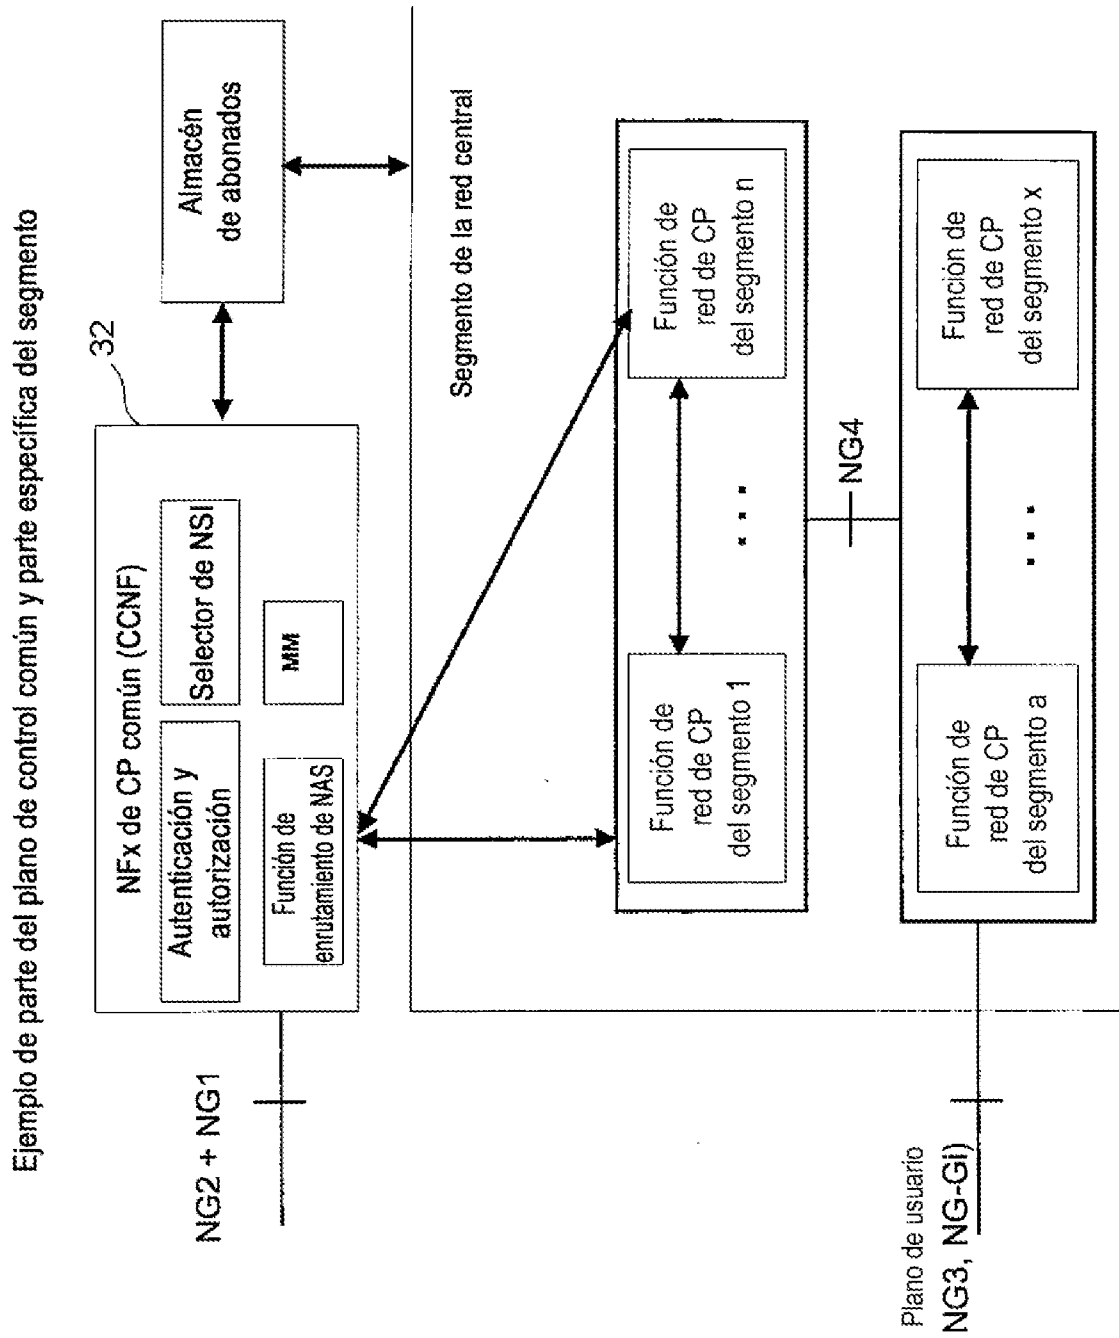 Ejemplo de parte del plano de control común y parte específica del segmento
32
NFx de CP común (CCNF)
Autenticación y
autorización
Selector de NSI
Función de
enrutamiento de NAS
MM
Almacén
de abonados
NG2 + NG1
Segmento de la red central
Función de
red de CP
del segmento 1
...
Función de
red de CP
del segmento n
NG4
Función de
red de CP
del segmento a
...
Función de
red de CP
del segmento x
Plano de usuario
NG3, NG-Gi)